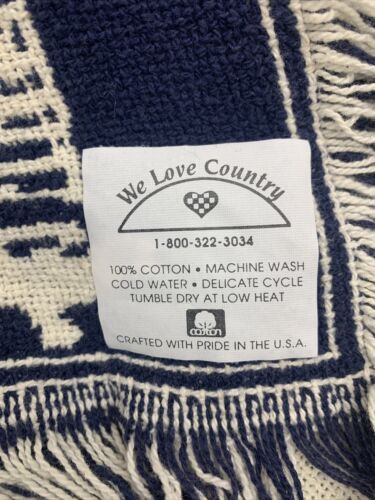 We Love Country
1-800-322-3034
100% COTTON • MACHINE WASH
COLD WATER • DELICATE CYCLE
TUMBLE DRY AT LOW HEAT
cotton
CRAFTED WITH PRIDE IN THE U.S.A.